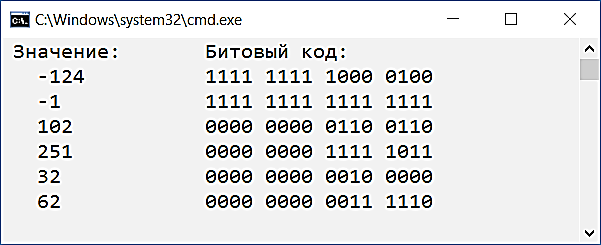 C:\Windows\system32\cmd.exe
Значение: Битовый код:
-124 1111 1111 1000 0100
-1 1111 1111 1111 1111
102 0000 0000 0110 0110
251 0000 0000 1111 1011
32 0000 0000 0010 0000
62 0000 0000 0011 1110